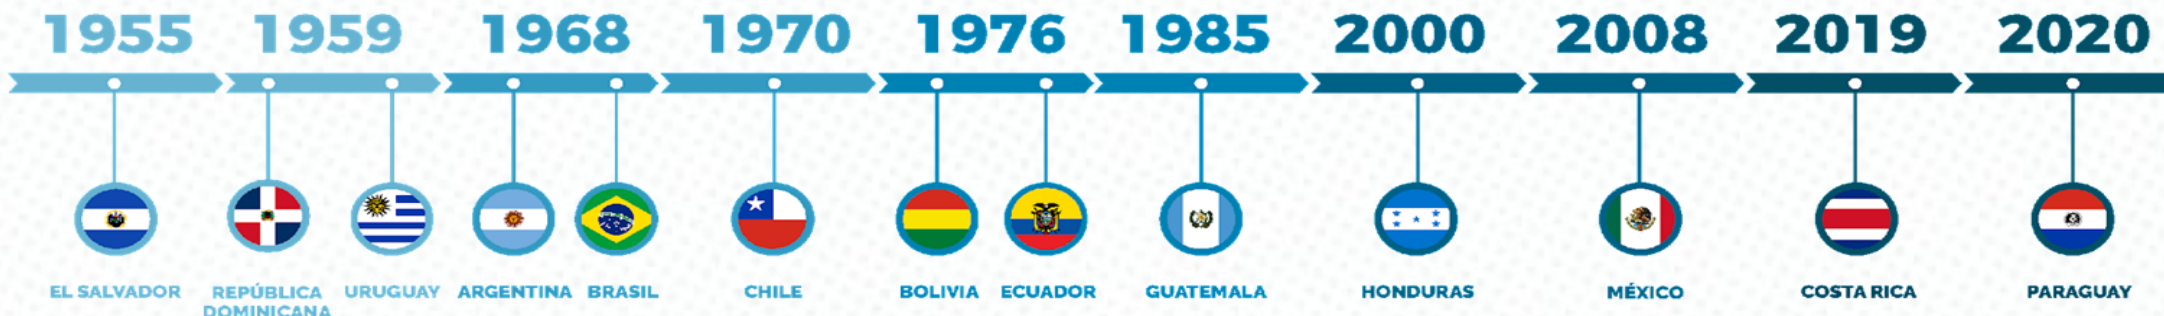 1955 1959 1968 1970 1976 1985 2000 2008 2019 2020
EL SALVADOR REPÚBLICA URUGUAY ARGENTINA BRASIL CHILE BOLIVIA ECUADOR GUATEMALA HONDURAS MÉXICO COSTA RICA PARAGUAY
DOMINICANA